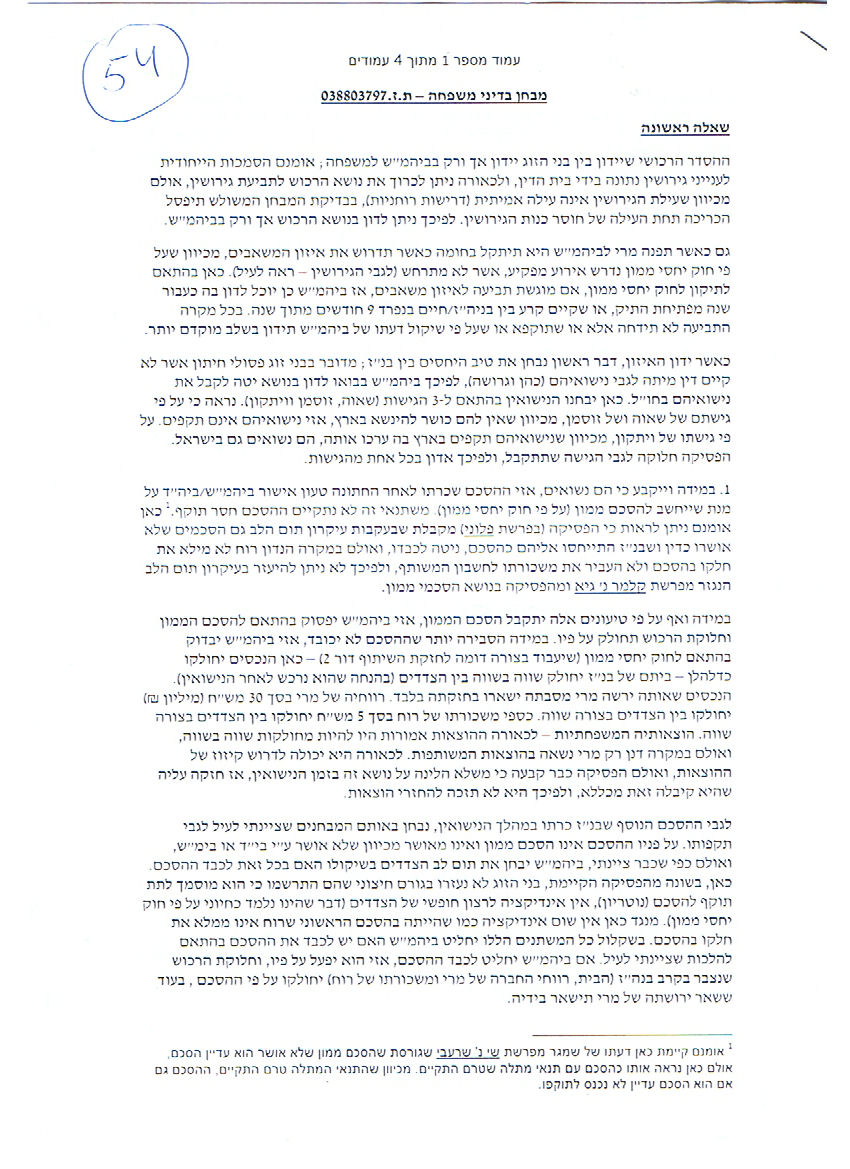 54
עמוד מספר 1 מתוך 4 עמודים
מבחן בדיני משפחה – ת.ז.038803797
שאלה ראשונה
ההסדר הרכושי שיידון בין בני הזוג יידון אך ורק בביהמ״ש למשפחה; אומנם הסמכות הייחודית
לענייני גירושין נתונה בידי בית הדין, ולכאורה ניתן לכרוך את נושא הרכוש לתביעת גירושין, אולם
מכיוון שעילת הגירושין אינה עילה אמיתית (דרישות רוחניות), בבדיקת המבחן המשולש תיפסל
הכריכה תחת העילה של חוסר כנות הגירושין. לפיכך ניתן לדון בנושא הרכוש אך ורק בביהמ״ש.
גם כאשר תפנה מרי לביהמ״ש היא תיתקל בחומה כאשר תדרוש את איזון המשאבים, מכיוון שעל
פי חוק יחסי ממון נדרש אירוע מפקיע, אשר לא מתרחש (לגבי הגירושין – ראה לעיל). כאן בהתאם
לתיקון לחוק יחסי ממון, אם מוגשת תביעה לאיזון משאבים, אז ביהמ״ש כן יוכל לדון בה כעבור
שנה מפתיחת התיק, או שקיים קרע בין בניה״ז/חיים בנפרד 9 חודשים מתוך שנה. בכל מקרה
התביעה לא תידחה אלא או שתוקפא או שעל פי שיקול דעתו של ביהמ״ש תידון בשלב מוקדם יותר.
כאשר ידון האיזון, דבר ראשון נבחן את טיב היחסים בין בנ״ז; מדובר בבני זוג פסולי חיתון אשר לא
קיים דין מיתה לגבי נישואיהם (כהן וגרושה), לפיכך ביהמ״ש בבואו לדון בנושא יטה לקבל את
נישואיהם בחו״ל. כאן יבחנו הנישואין בהתאם ל-3 הגישות (שאוה, זוסמן וויתקון). נראה כי על פי
גישתם של שאוה ושל זוסמן, מכיוון שאין להם כושר להינשא בארץ, אזי נישואיהם אינם תקפים. על
פי גישתו של ויתקון, מכיוון שנישואיהם תקפים בארץ בה ערכו אותה, הם נשואים גם בישראל.
הפסיקה חלוקה לגבי הגישה שתתקבל, ולפיכך אדון בכל אחת מהגישות.
1. במידה וייקבע כי הם נשואים, אזי ההסכם שכרתו לאחר החתונה טעון אישור ביהמ״ש/ביה״ד על
מנת שייחשב להסכם ממון (על פי חוק יחסי ממון). משתנאי זה לא נתקיים ההסכם חסר תוקף.1 כאן
אומנם ניתן לראות כי הפסיקה (בפרשת פלוני) מקבלת שבעקבות עיקרון תום הלב גם הסכמים שלא
אושרו כדין ושבנ״ז התייחסו אליהם כהסכם, ניטה לכבדו, ואולם במקרה הנדון רוח לא מילא את
חלקו בהסכם ולא העביר את משכורתו לחשבון המשותף, ולפיכך לא ניתן להיעזר בעיקרון תום הלב
הנגזר מפרשת קלמר נ׳ גיא ומהפסיקה בנושא הסכמי ממון.
במידה ואף על פי טיעונים אלה יתקבל הסכם הממון, אזי ביהמ״ש יפסוק בהתאם להסכם הממון
וחלוקת הרכוש תחולק על פיו. במידה הסבירה יותר שההסכם לא יכובד, אזי ביהמ״ש יבדוק
בהתאם לחוק יחסי ממון (שיעבוד בצורה דומה לחזקת השיתוף דור 2) – כאן הנכסים יחולקו
כדלהלן – ביתם של בנ״ז יחולק שווה בשווה בין הצדדים (בהנחה שהוא נרכש לאחר הנישואין).
הנכסים שאותה ירשה מרי מסבתה ישארו בחזקתה בלבד. רווחיה של מרי בסך 30 מש״ח (מיליון ₪)
יחולקו בין הצדדים בצורה שווה. כספי משכורתו של רוח בסך 5 מש״ח יחולקו בין הצדדים בצורה
שווה. הוצאותיה המשפחתיות – לכאורה ההוצאות אמורות היו להיות מחולקות שווה בשווה,
ואולם במקרה דנן רק מרי נשאה בהוצאות המשותפות. לכאורה היא יכולה לדרוש קיזוז של
ההוצאות, ואולם הפסיקה כבר קבעה כי משלא הלינה על נושא זה בזמן הנישואין, אז חזקה עליה
שהיא קיבלה זאת מכללא, ולפיכך היא לא תזכה להחזרי הוצאות.
לגבי ההסכם הנוסף שבנ״ז כרתו במהלך הנישואין, נבחן באותם המבחנים שציינתי לעיל לגבי
תקפותו. על פניו ההסכם אינו הסכם ממון ואינו מאושר מכיוון שלא אושר ע״י בי״ד או בימ״ש,
ואולם כפי שכבר ציינתי, ביהמ״ש יבחן את תום לב הצדדים בשיקולו האם בכל זאת לכבד ההסכם.
כאן, בשונה מהפסיקה הקיימת, בני הזוג לא נעזרו בגורם חיצוני שהם התרשמו כי הוא מוסמך לתת
תוקף להסכם (נוטריון), אין אינדיקציה לרצון חופשי של הצדדים (דבר שהינו נלמד כחיוני על פי חוק
יחסי ממון). מנגד כאן אין שום אינדיקציה כמו שהייתה בהסכם הראשוני שרוח אינו ממלא את
חלקו בהסכם. בשקלול כל המשתנים הללו יחליט ביהמ״ש האם יש לכבד את ההסכם בהתאם
להלכות שציינתי לעיל. אם ביהמ״ש יחליט לכבד ההסכם, אזי הוא יפעל על פיו, וחלוקת הרכוש
שנצבר בקרב בנה״ז (הבית, רווחי החברה של מרי ומשכורתו של רוח) יחולקו על פי ההסכם , בעוד
ששאר ירושתה של מרי תישאר בידיה.
1 אומנם קיימת כאן דעתו של שמגר מפרשת שי נ׳ שרעבי שגורסת שהסכם ממון שלא אושר הוא עדיין הסכם,
אולם כאן נראה אותו כהסכם עם תנאי מתלה שטרם התקיים. מכיוון שהתנאי המתלה טרם התקיים, ההסכם גם
אם הוא הסכם עדיין לא נכנס לתוקפו.